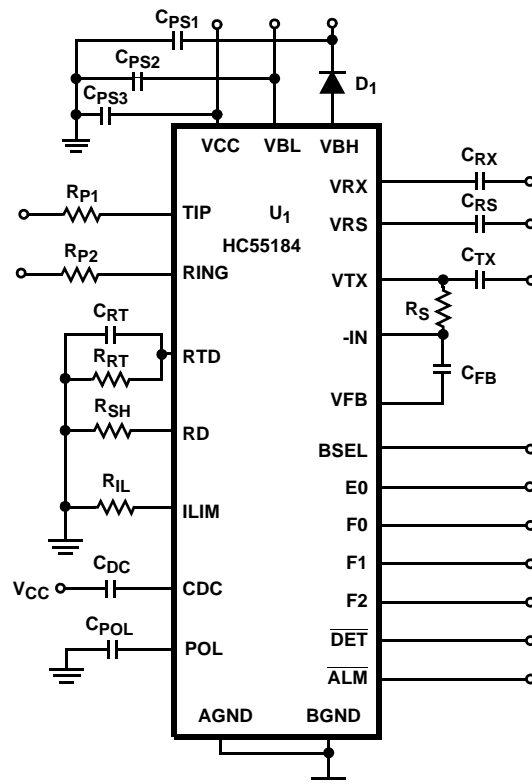 CPS1
CPS2
D1
CPS3
VCC VBL VBH
CRX
VRX
RP1
CRS
TIP U1 VRS
HC55184
RP2
CTX
RING VTX
RS
CRT
-IN
RTD
RRT
CFB
VFB
RSH
RD
BSEL
RIL
E0
ILIM
F0
CDC
F1
VCC
CDC
F2
CPOL
DET
POL
ALM
AGND BGND